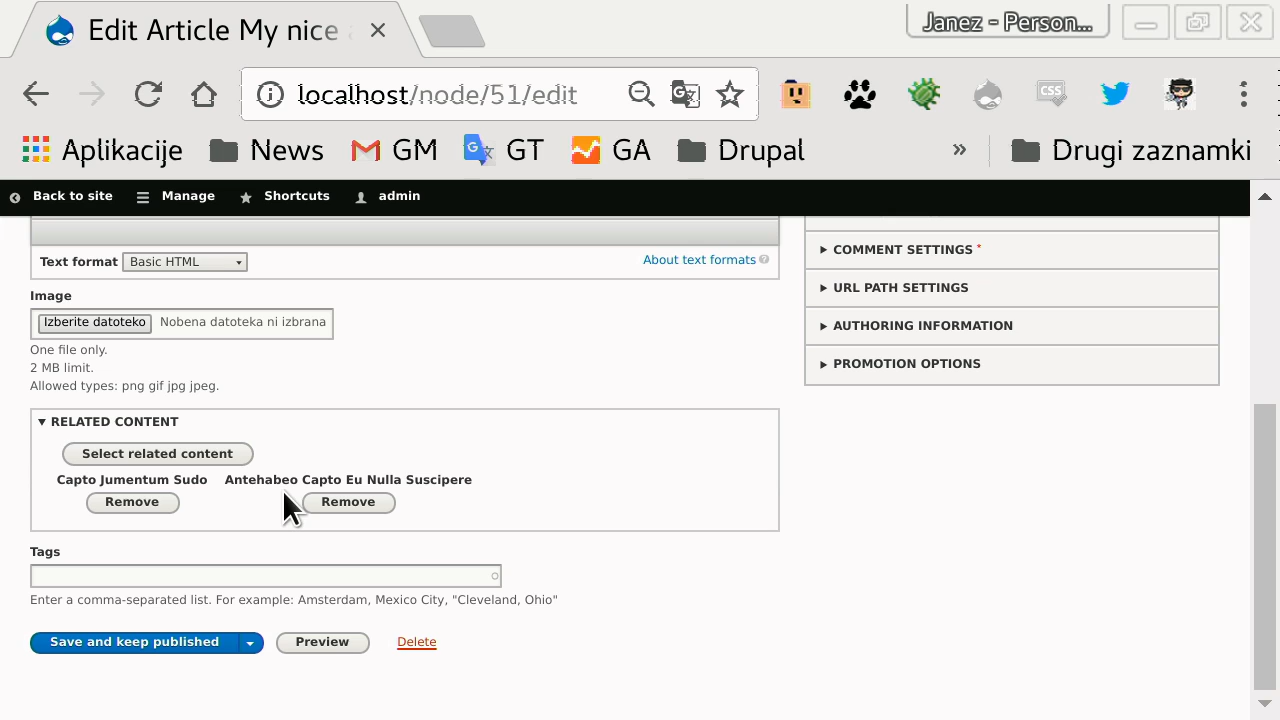 Edit Article My nice a
Janez - Person...
localhost/node/51/edit
CSS
Aplikacije News GM GT GA Drupal » Drugi zaznamki
Back to site Manage Shortcuts admin
Text format Basic HTML About text formats ?
COMMENT SETTINGS *
URL PATH SETTINGS
AUTHORING INFORMATION
PROMOTION OPTIONS
Image
Izberite datoteko Nobena datoteka ni izbrana
One file only.
2 MB limit.
Allowed types: png gif jpg jpeg.
RELATED CONTENT
Select related content
Capto Jumentum Sudo Antehabeo Capto Eu Nulla Suscipere
Remove Remove
Tags
Enter a comma-separated list. For example: Amsterdam, Mexico City, "Cleveland, Ohio"
Save and keep published Preview Delete